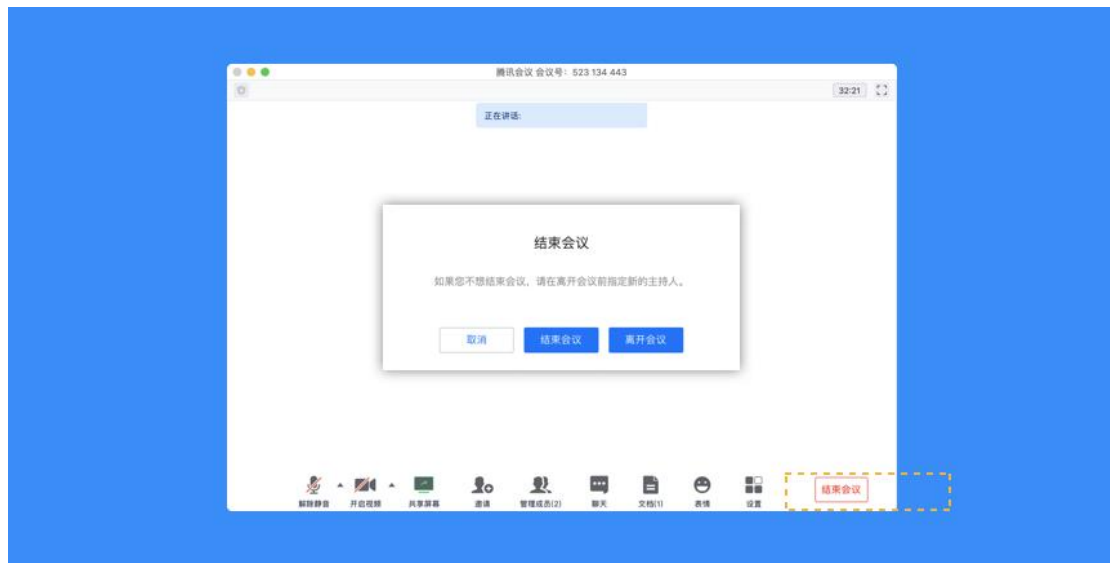 腾讯会议 会议号：523 134 443
32:21
正在讲话:
结束会议
如果您不想结束会议，请在离开会议前指定新的主持人。
取消 结束会议 离开会议
解除静音 开启视频 共享屏幕 邀请 管理成员(2) 聊天 文档(1) 表情 设置 结束会议